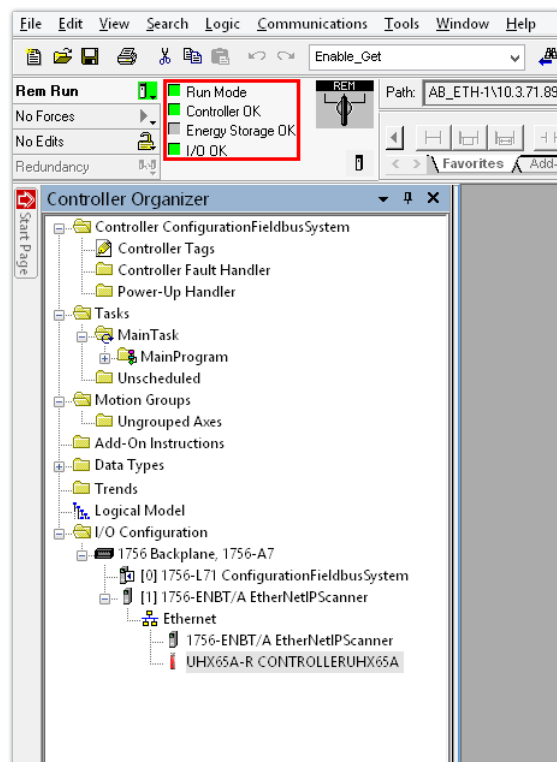 File Edit View Search Logic Communications Tools Window Help
Enable_Get
Rem Run
No Forces
No Edits
Redundancy
Run Mode
Controller OK
Energy Storage OK
I/O OK
REM
Path: AB_ETH-1\10.3.71.89
Favorites Add-
Start Page
Controller Organizer
Controller ConfigurationFieldbusSystem
Controller Tags
Controller Fault Handler
Power-Up Handler
Tasks
MainTask
MainProgram
Unscheduled
Motion Groups
Ungrouped Axes
Add-On Instructions
Data Types
Trends
Logical Model
I/O Configuration
1756 Backplane, 1756-A7
[0] 1756-L71 ConfigurationFieldbusSystem
[1] 1756-ENBT/A EtherNetIPScanner
Ethernet
1756-ENBT/A EtherNetIPScanner
UHX65A-R CONTROLLERUHX65A